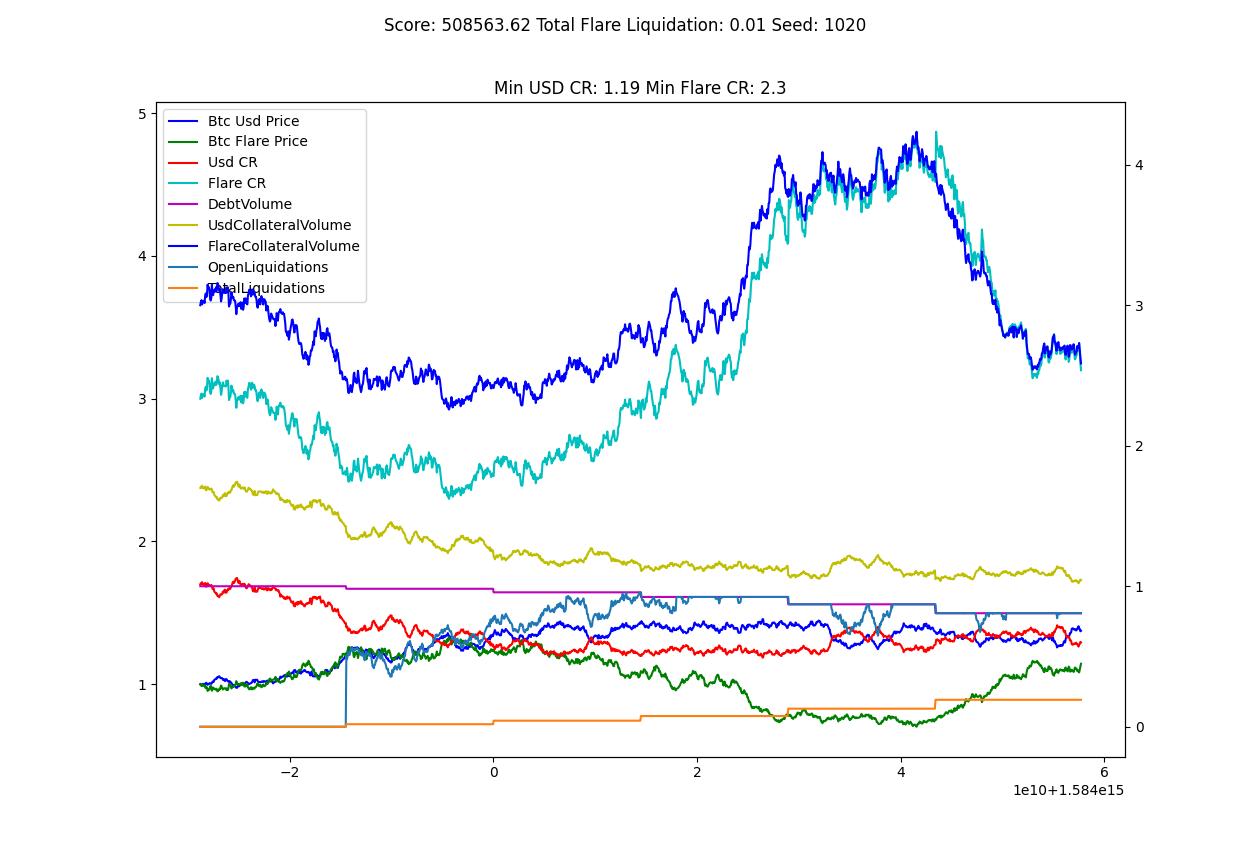 Score: 508563.62 Total Flare Liquidation: 0.01 Seed: 1020
Min USD CR: 1.19 Min Flare CR: 2.3
Btc Usd Price
Btc Flare Price
Usd CR
Flare CR
DebtVolume
UsdCollateralVolume
FlareCollateralVolume
OpenLiquidations
TotalLiquidations
5
4
3
2
1
4
3
2
1
0
−2 0 2 4 6
1e10+1.584e15